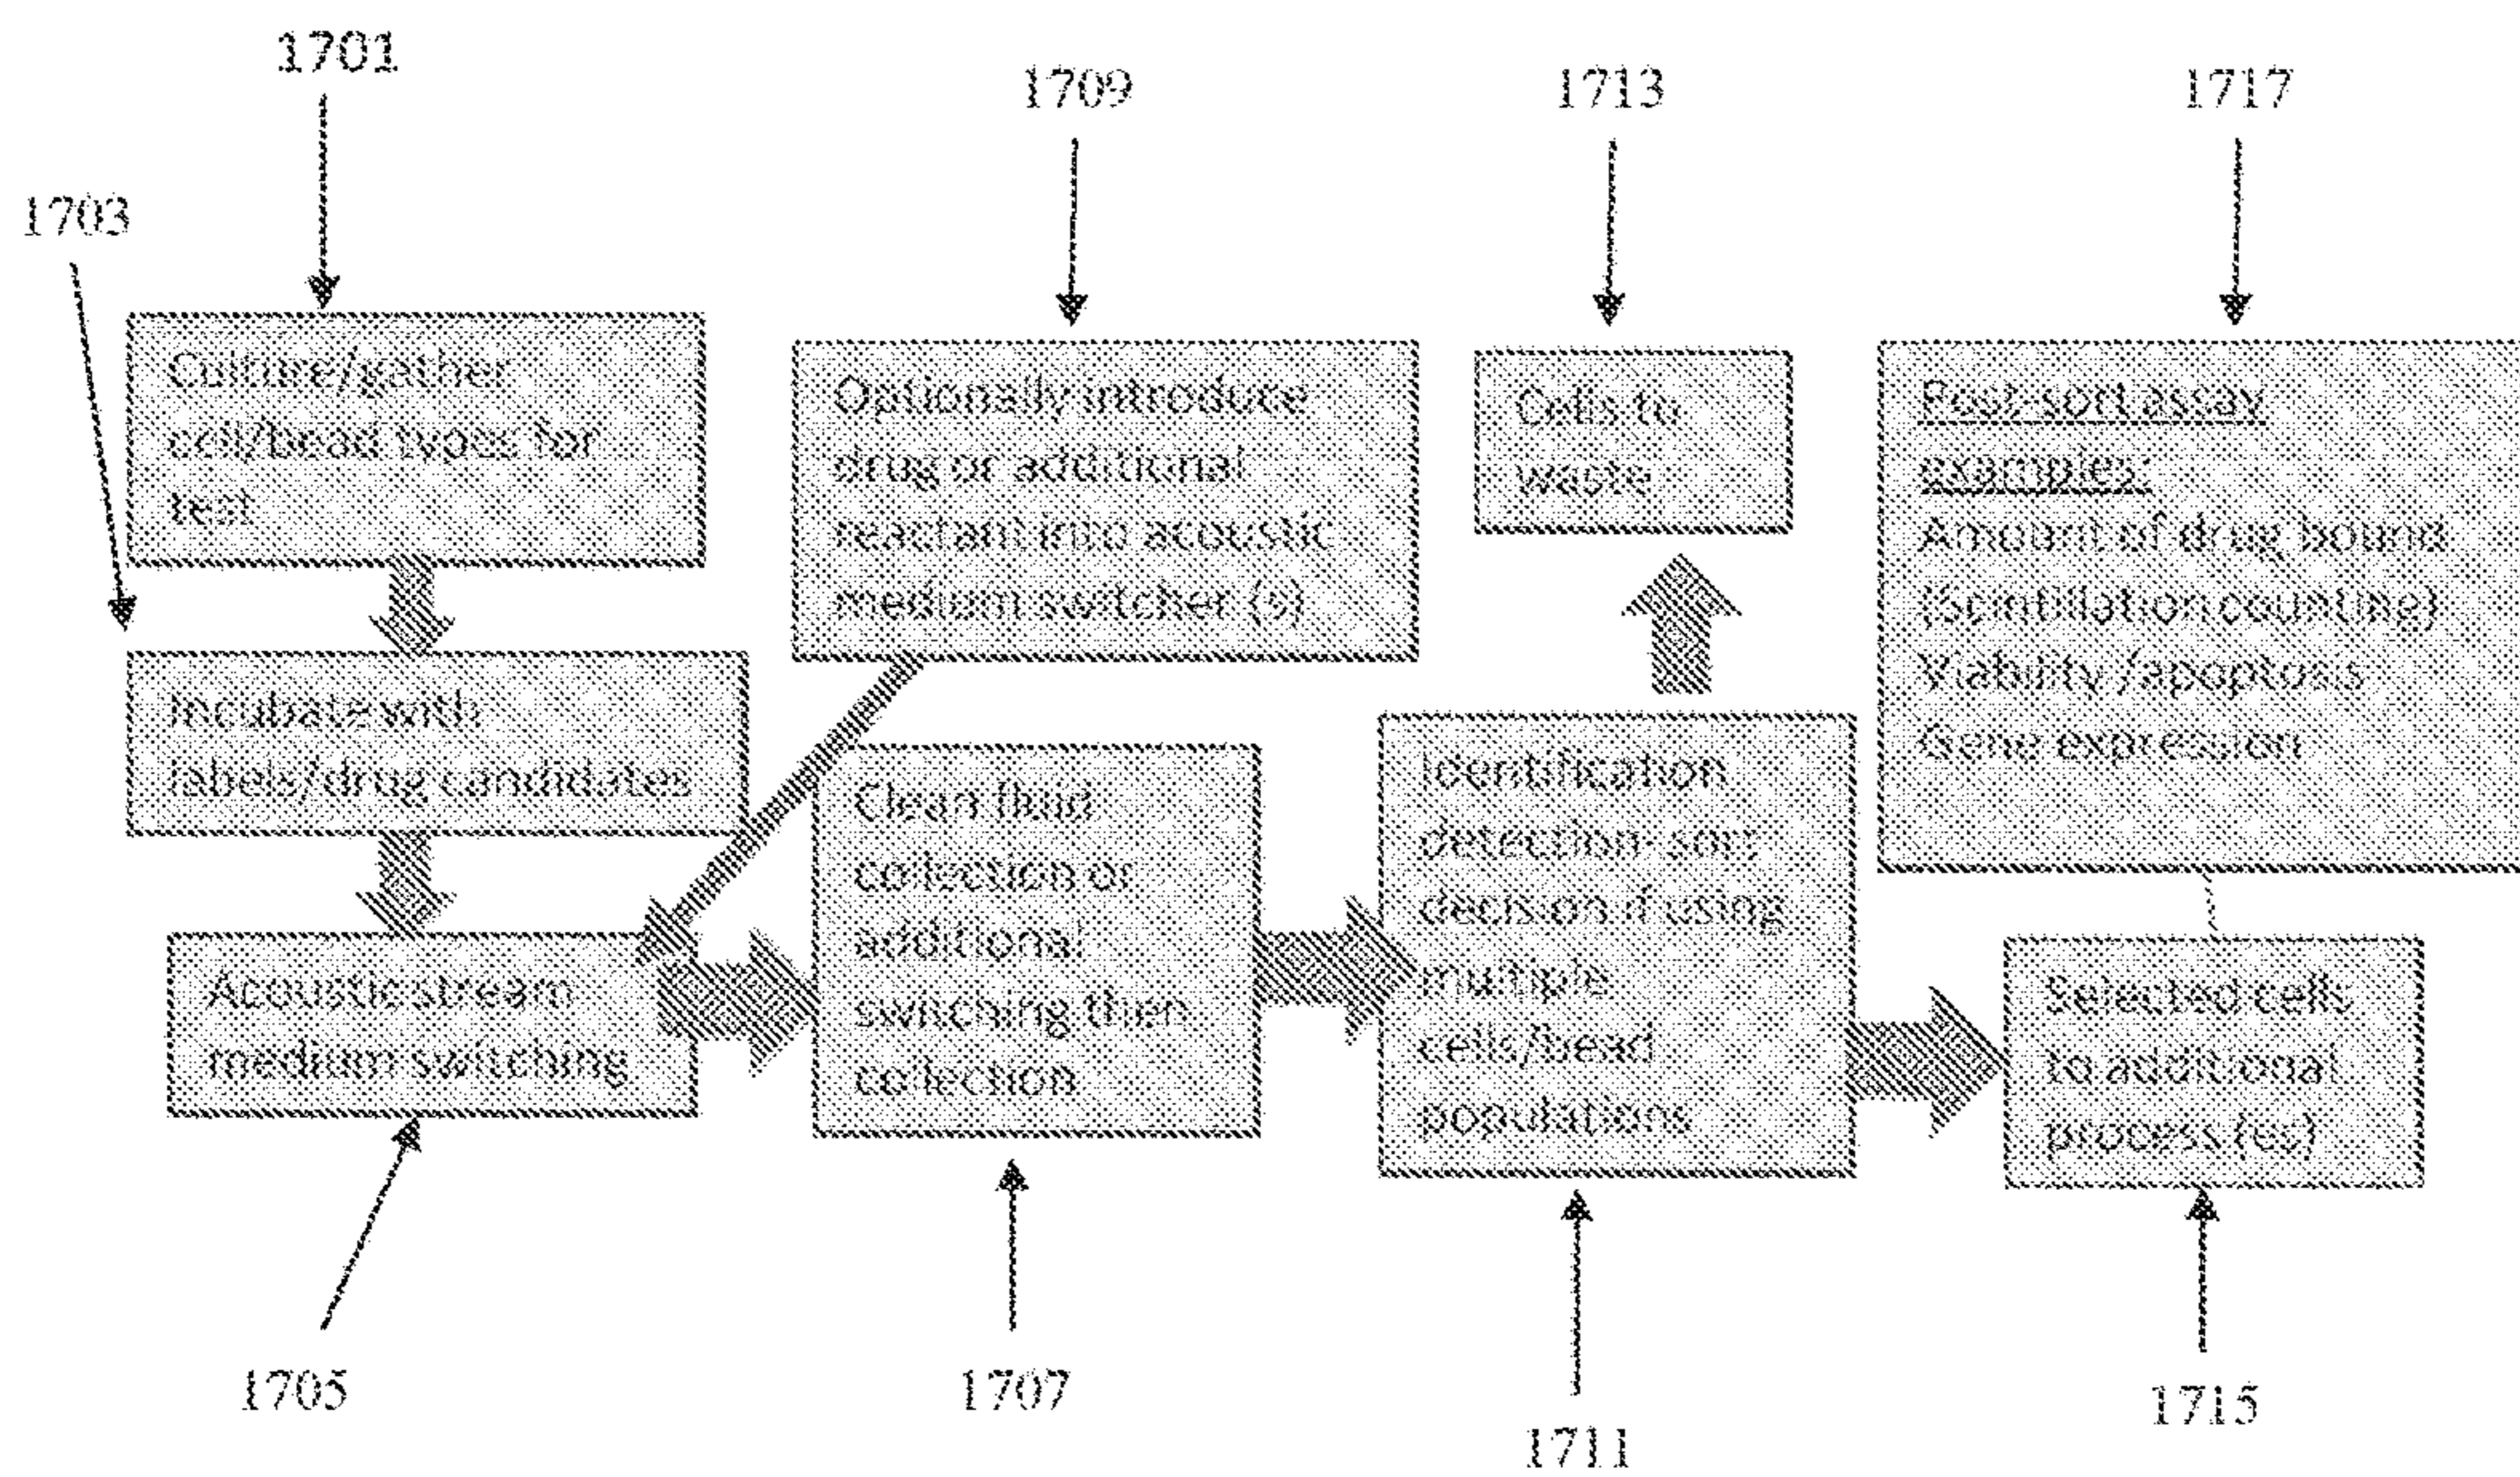 1701
1709
1713
1717
1703
Culture/gather
cell/bead types for
test
Optionally introduce
drug or additional
reactant into acoustic
medium switcher (s)
Cells to
waste
Post-sort assay
examples:
Amount of drug bound
(Scintillation counting)
Viability /apoptosis
Gene expression
Incubate with
labels/drug candidates
Acoustic stream
medium switching
Clean fluid
collection or
additional
switching then
collection
Identification
detection- sort
decision if using
multiple
cells/bead
populations
Selected cells
to additional
process (es)
1705
1707
1711
1715